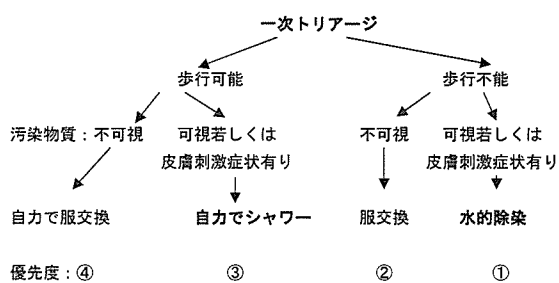 一次トリアージ
歩行可能 歩行不能
汚染物質：不可視 可視若しくは 不可視 可視若しくは
皮膚刺激症状有り 皮膚刺激症状有り
自力で服交換 自力でシャワー 服交換 水的除染
優先度：④ ③ ② ①